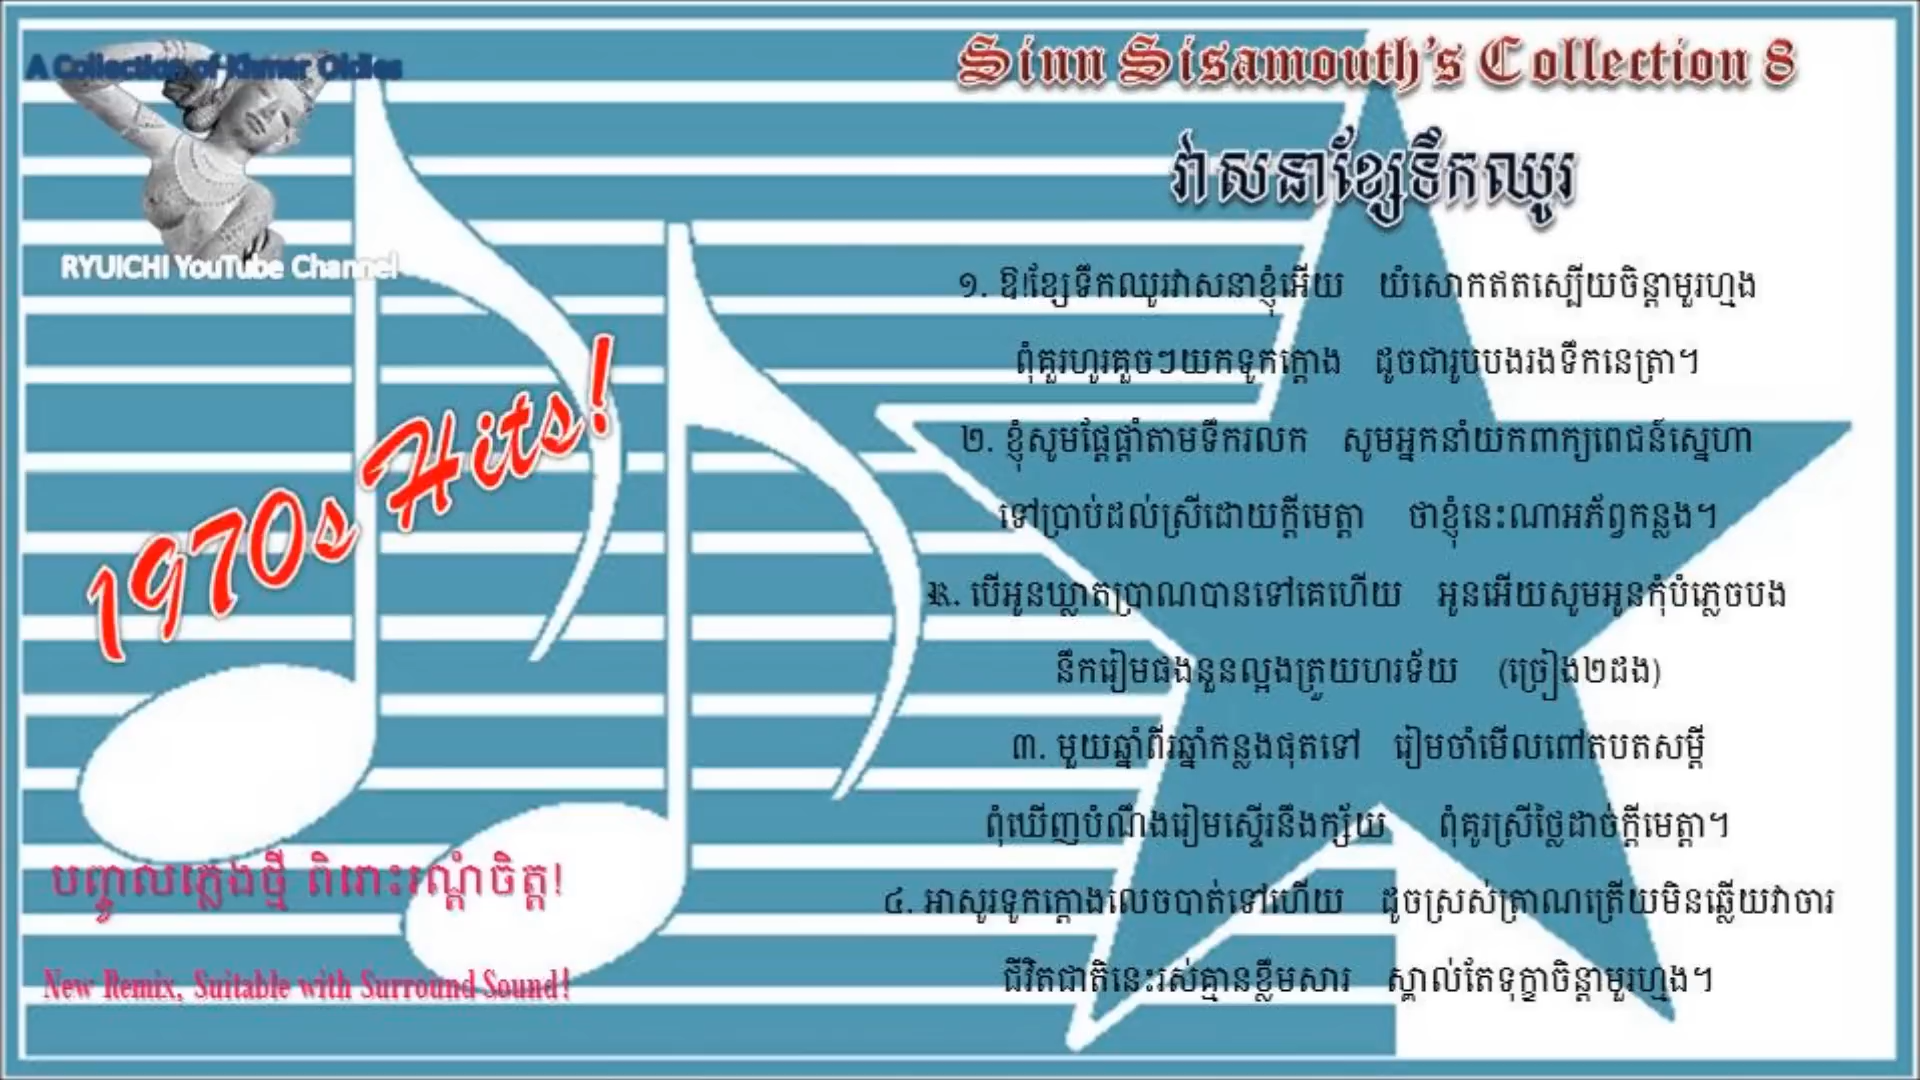 A Collection of Khmer Oldies
RYUICHI YouTube Channel
1970s Hits!
បញ្ចូលភ្លេងថ្មី ពិរោះរណ្ដំចិត្ត!
New Remix, Suitable with Surround Sound!
Sinn Sisamouth's Collection 8
វាសនាខ្សែទឹកឈូរ
១. ឱ!ខ្សែទឹកឈូរវាសនាខ្ញុំអើយ យំសោកឥតស្បើយចិន្តាមួរហ្មង
ពុំគួរហូរគួចៗយកទូកក្ដោង ដូចជារូបបងរងទឹកនេត្រា។
២. ខ្ញុំសូមផ្ដែផ្ដាំតាមទឹករលក សូមអ្នកនាំយកពាក្យពេជន៍ស្នេហា
ទៅប្រាប់ដល់ស្រីដោយក្ដីមេត្តា ថាខ្ញុំនេះណាអភ័ព្វកន្លង។
R. បើអូនឃ្លាតប្រាណបានទៅគេហើយ អូនអើយសូមអូនកុំបំភ្លេចបង
នឹករៀមផងនួនល្អងត្រួយហរទ័យ (ច្រៀង២ដង)
៣. មួយឆ្នាំពីរឆ្នាំកន្លងផុតទៅ រៀមចាំមើលពៅតបតសម្ដី
ពុំឃើញបំណឹងរៀមស្ទើរនឹងក្ស័យ ពុំគូរស្រីថ្លៃដាច់ក្ដីមេត្តា។
៤. អាសូរទូកក្ដោងលេចបាត់ទៅហើយ ដូចស្រស់ត្រាណត្រើយមិនឆ្លើយវាចារ
ជីវិតជាតិនេះរស់គ្មានខ្លឹមសារ ស្គាល់តែទុក្ខាចិន្តាមួរហ្មង។